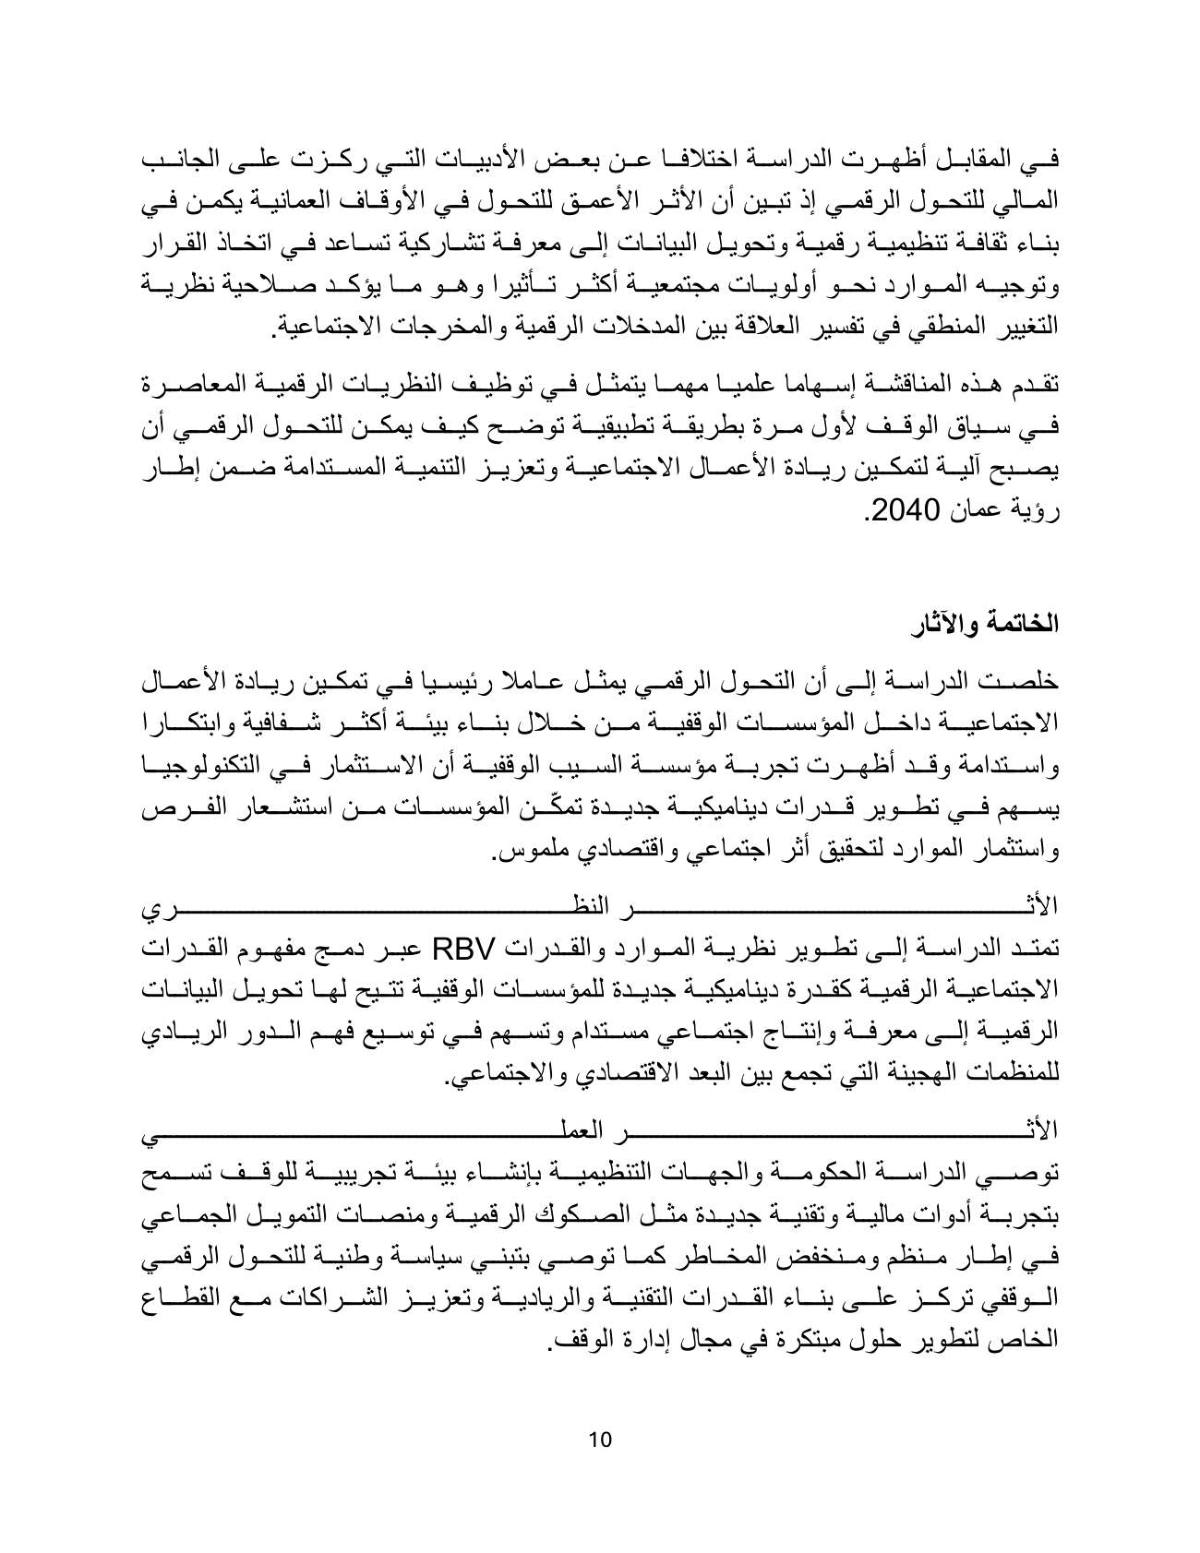 في المقابل أظهرت الدراسة اختلافا عن بعض الأدبيات التي ركزت على الجانب
المالي للتحول الرقمي إذ تبين أن الأثر الأعمق للتحول في الأوقاف العمانية يكمن في
بناء ثقافة تنظيمية رقمية وتحويل البيانات إلى معرفة تشاركية تساعد في اتخاذ القرار
وتوجيه الموارد نحو أولويات مجتمعية أكثر تأثيرا وهو ما يؤكد صلاحية نظرية
التغيير المنطقي في تفسير العلاقة بين المدخلات الرقمية والمخرجات الاجتماعية.
تقدم هذه المناقشة إسهاما علميا مهما يتمثل في توظيف النظريات الرقمية المعاصرة
في سياق الوقف لأول مرة بطريقة تطبيقية توضح كيف يمكن للتحول الرقمي أن
يصبح آلية لتمكين ريادة الأعمال الاجتماعية وتعزيز التنمية المستدامة ضمن إطار
رؤية عمان 2040.
الخاتمة والآثار
خلصت الدراسة إلى أن التحول الرقمي يمثل عاملا رئيسيا في تمكين ريادة الأعمال
الاجتماعية داخل المؤسسات الوقفية من خلال بناء بيئة أكثر شفافية وابتكارا
واستدامة وقد أظهرت تجربة مؤسسة السيب الوقفية أن الاستثمار في التكنولوجيا
يسهم في تطوير قدرات ديناميكية جديدة تمكّن المؤسسات من استشعار الفرص
واستثمار الموارد لتحقيق أثر اجتماعي واقتصادي ملموس.
الأثر النظري
تمتد الدراسة إلى تطوير نظرية الموارد والقدرات RBV عبر دمج مفهوم القدرات
الاجتماعية الرقمية كقدرة ديناميكية جديدة للمؤسسات الوقفية تتيح لها تحويل البيانات
الرقمية إلى معرفة وإنتاج اجتماعي مستدام وتسهم في توسيع فهم الدور الريادي
للمنظمات الهجينة التي تجمع بين البعد الاقتصادي والاجتماعي.
الأثر العملي
توصي الدراسة الحكومة والجهات التنظيمية بإنشاء بيئة تجريبية للوقف تسمح
بتجربة أدوات مالية وتقنية جديدة مثل الصكوك الرقمية ومنصات التمويل الجماعي
في إطار منظم ومنخفض المخاطر كما توصي بتبني سياسة وطنية للتحول الرقمي
الوقفي تركز على بناء القدرات التقنية والريادية وتعزيز الشراكات مع القطاع
الخاص لتطوير حلول مبتكرة في مجال إدارة الوقف.
10